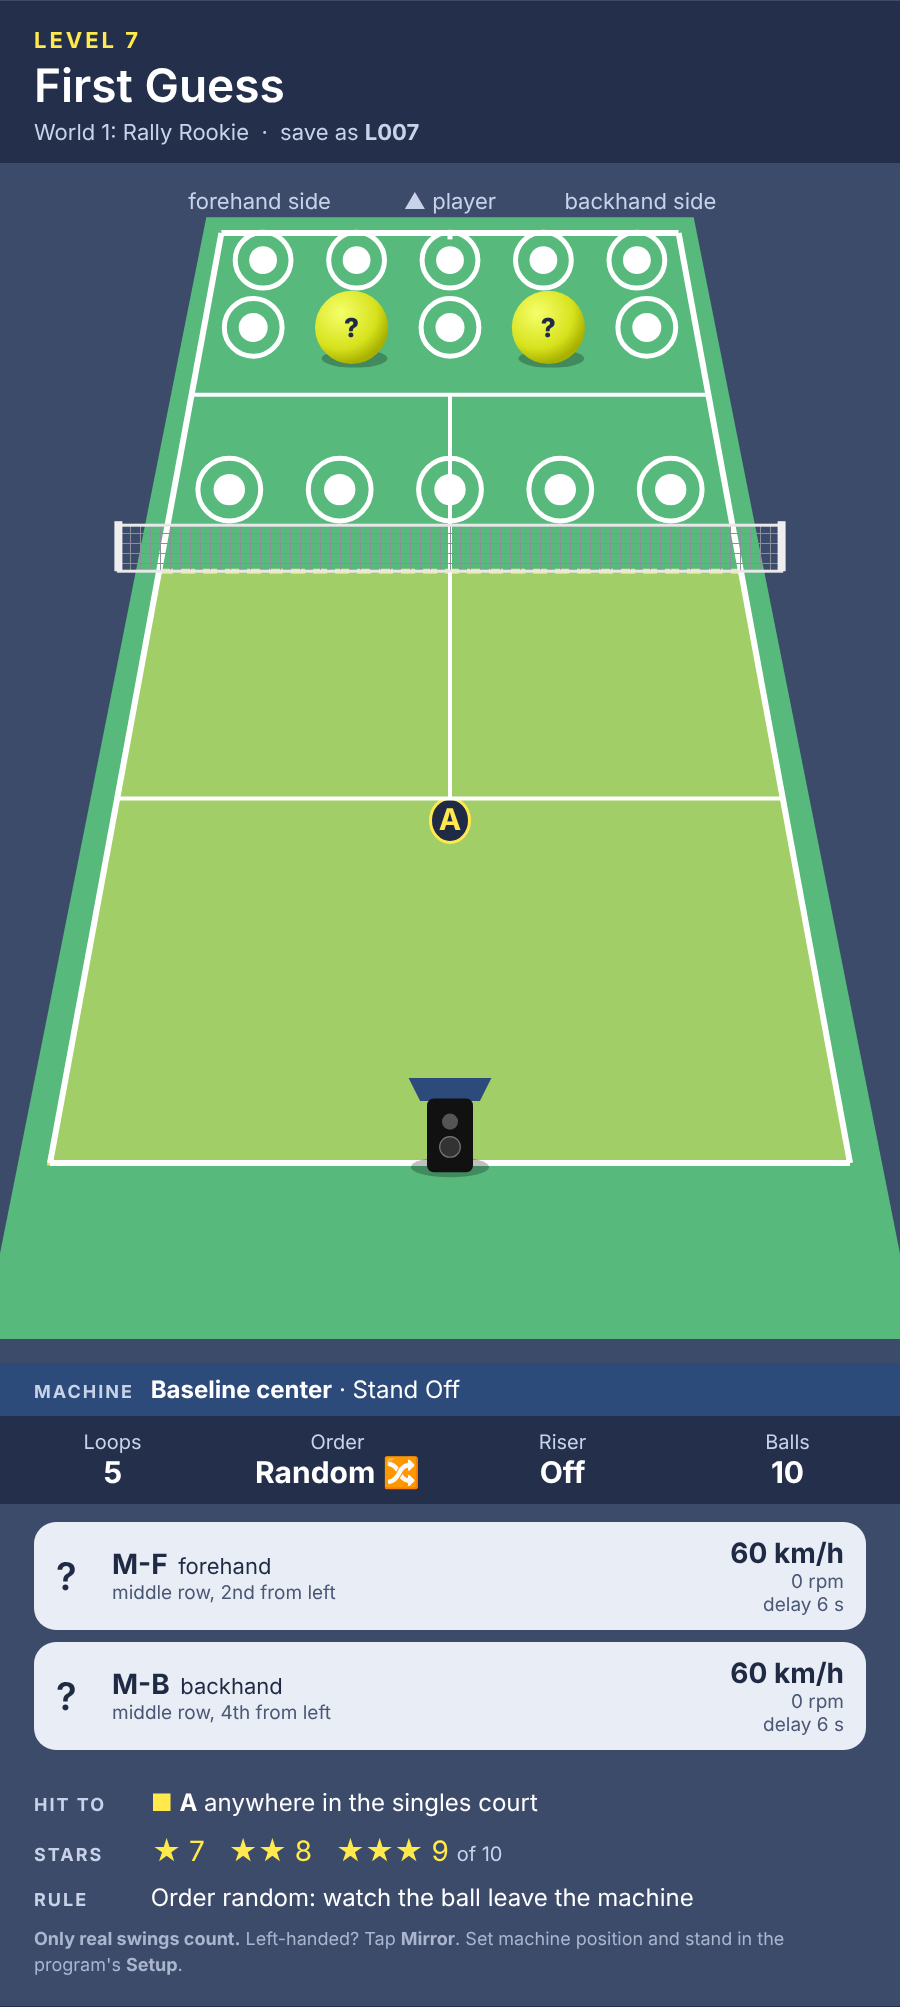 LEVEL 7
First Guess
World 1: Rally Rookie · save as L007
forehand side ▲ player backhand side
? ?
A
MACHINE Baseline center · Stand Off
Loops Order Riser Balls
5 Random 🔀 Off 10
? M-F forehand 60 km/h
middle row, 2nd from left 0 rpm
delay 6 s
? M-B backhand 60 km/h
middle row, 4th from left 0 rpm
delay 6 s
HIT TO ■ A anywhere in the singles court
STARS ★ 7 ★★ 8 ★★★ 9 of 10
RULE Order random: watch the ball leave the machine
Only real swings count. Left-handed? Tap Mirror. Set machine position and stand in the
program's Setup.